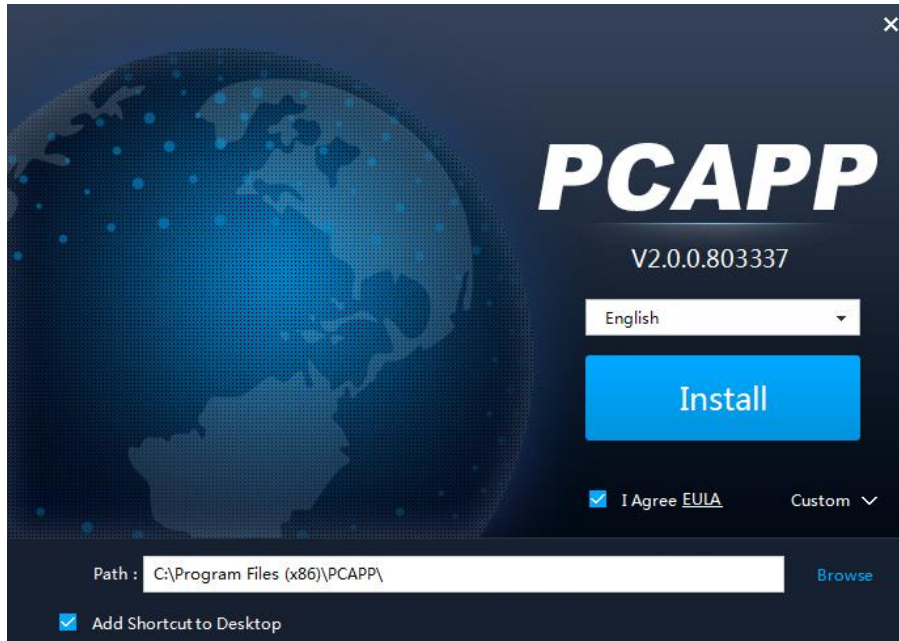 PCAPP
V2.0.0.803337
English
Install
I Agree EULA Custom
Path : C:\Program Files (x86)\PCAPP\ Browse
Add Shortcut to Desktop